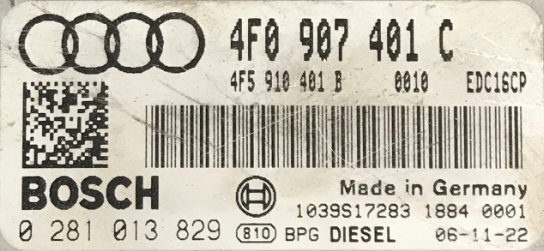 4F0 907 401 C
4F5 910 401 B 0010 EDC16CP
BOSCH
Made in Germany
1039S17283 1884 0001
0 281 013 829 810 BPG DIESEL 06-11-22